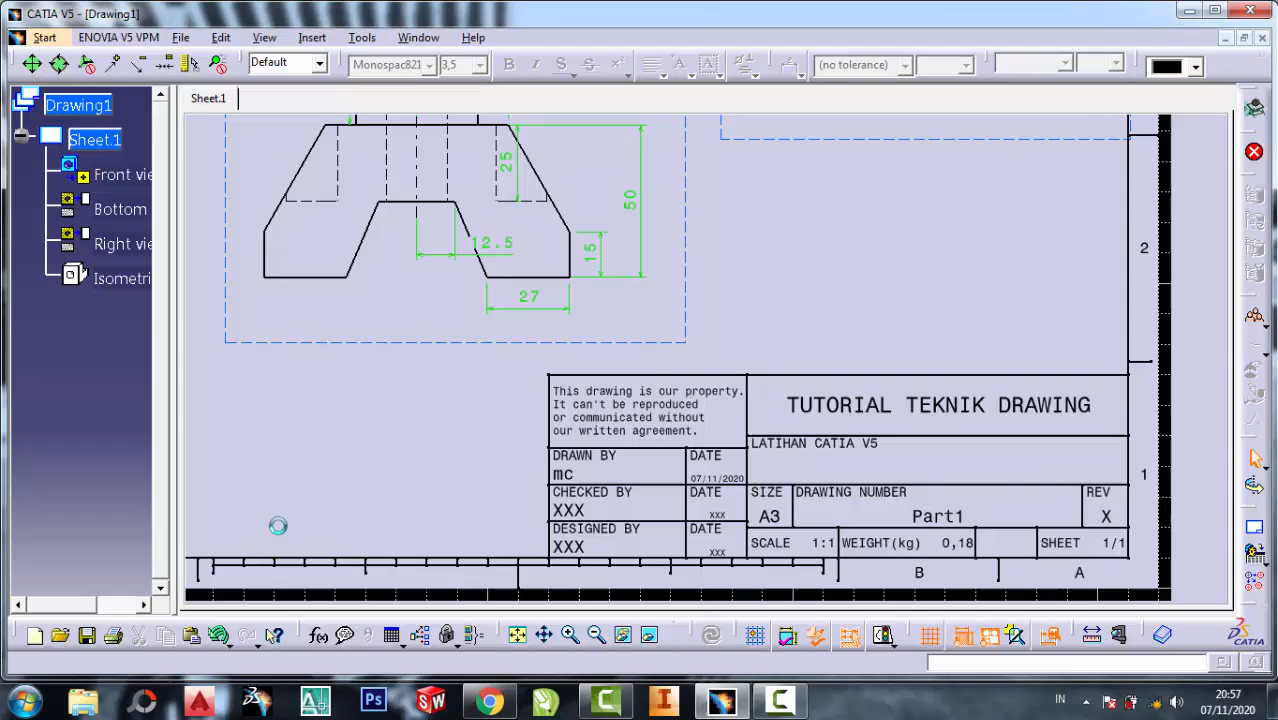 CATIA V5 - [Drawing1]
Start ENOVIA V5 VPM File Edit View Insert Tools Window Help
Default Monospac821 3,5 B I S S (no tolerance)
Drawing1
Sheet.1
Sheet.1
Front vie
Bottom
Right vie
Isometri
25
50
12.5
15
27
2
1
This drawing is our property.
It can't be reproduced
or communicated without
our written agreement.
TUTORIAL TEKNIK DRAWING
LATIHAN CATIA V5
DRAWN BY DATE
mc 07/11/2020
CHECKED BY DATE
XXX xxx
DESIGNED BY DATE
XXX xxx
SIZE DRAWING NUMBER REV
A3 Part1 X
SCALE 1:1 WEIGHT(kg) 0,18 SHEET 1/1
B A
f(x)
CATIA
Ps SW I C C
IN
20:57
07/11/2020